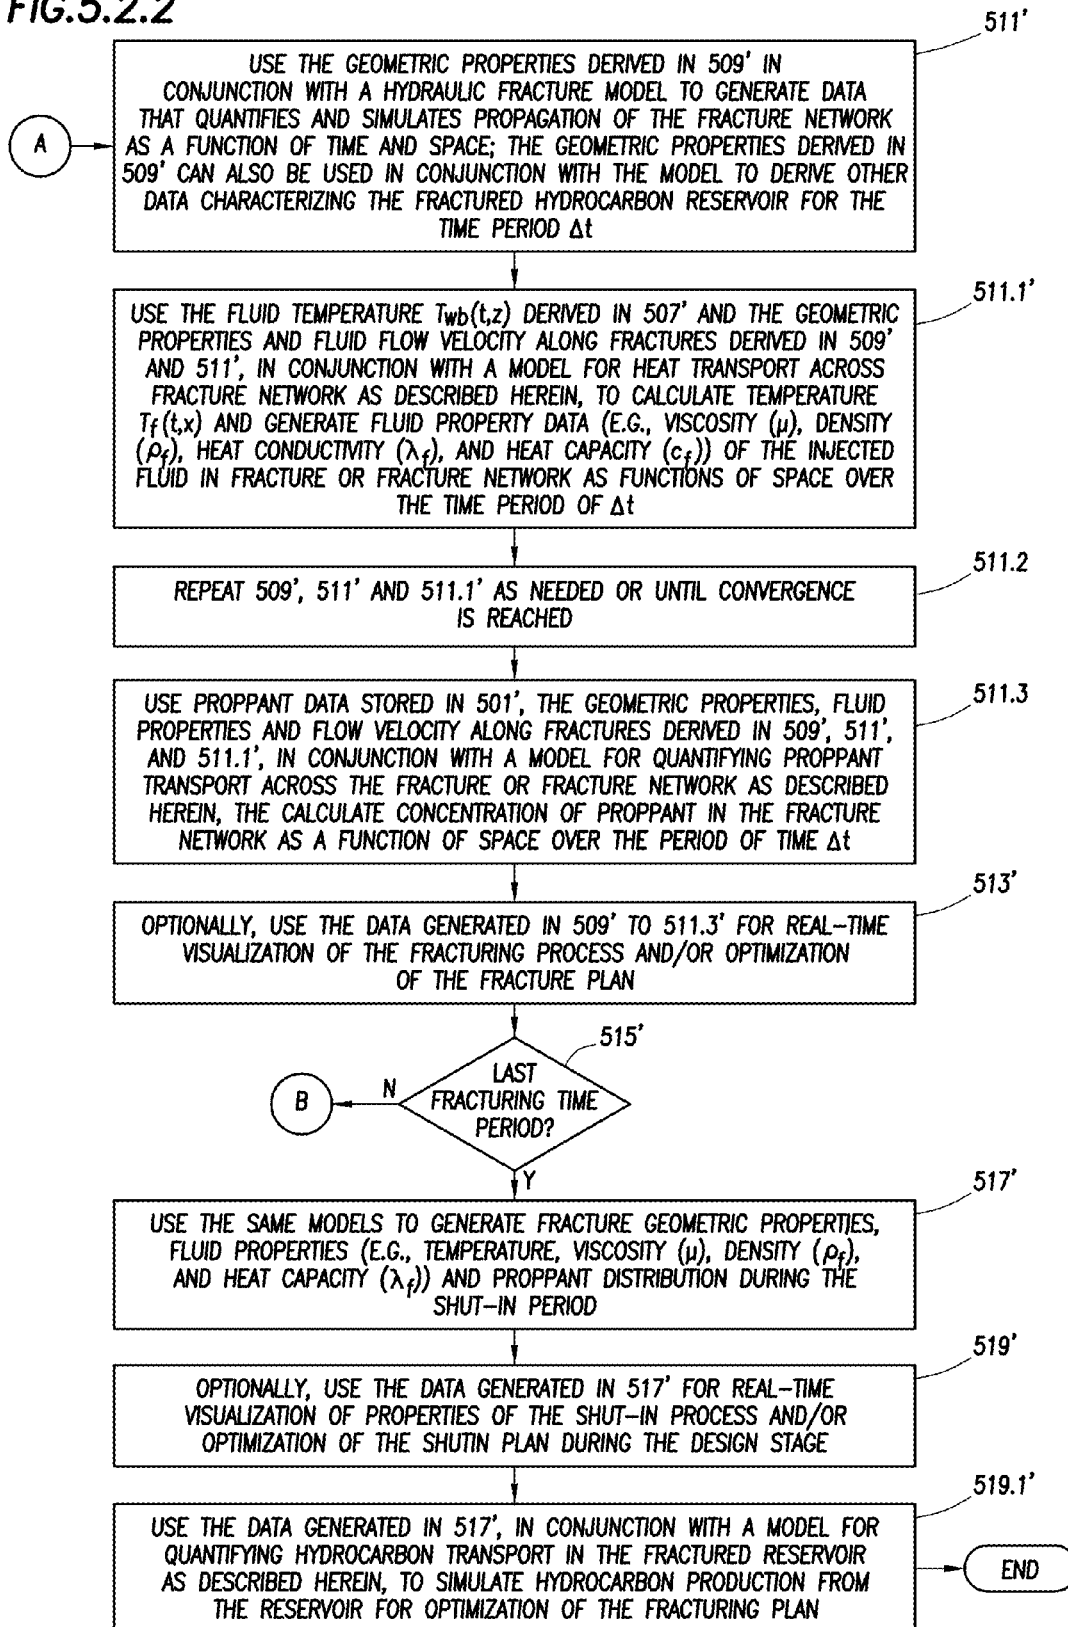 FIG.5.2.2
511'
USE THE GEOMETRIC PROPERTIES DERIVED IN 509' IN
CONJUNCTION WITH A HYDRAULIC FRACTURE MODEL TO GENERATE DATA
THAT QUANTIFIES AND SIMULATES PROPAGATION OF THE FRACTURE NETWORK
AS A FUNCTION OF TIME AND SPACE; THE GEOMETRIC PROPERTIES DERIVED IN
509' CAN ALSO BE USED IN CONJUNCTION WITH THE MODEL TO DERIVE OTHER
DATA CHARACTERIZING THE FRACTURED HYDROCARBON RESERVOIR FOR THE
TIME PERIOD Δt
A
511.1'
USE THE FLUID TEMPERATURE Twb(t,z) DERIVED IN 507' AND THE GEOMETRIC
PROPERTIES AND FLUID FLOW VELOCITY ALONG FRACTURES DERIVED IN 509'
AND 511', IN CONJUNCTION WITH A MODEL FOR HEAT TRANSPORT ACROSS
FRACTURE NETWORK AS DESCRIBED HEREIN, TO CALCULATE TEMPERATURE
Tf(t,x) AND GENERATE FLUID PROPERTY DATA (E.G., VISCOSITY (μ), DENSITY
(ρf), HEAT CONDUCTIVITY (λf), AND HEAT CAPACITY (cf)) OF THE INJECTED
FLUID IN FRACTURE OR FRACTURE NETWORK AS FUNCTIONS OF SPACE OVER
THE TIME PERIOD OF Δt
511.2
REPEAT 509', 511' AND 511.1' AS NEEDED OR UNTIL CONVERGENCE
IS REACHED
511.3
USE PROPPANT DATA STORED IN 501', THE GEOMETRIC PROPERTIES, FLUID
PROPERTIES AND FLOW VELOCITY ALONG FRACTURES DERIVED IN 509', 511',
AND 511.1', IN CONJUNCTION WITH A MODEL FOR QUANTIFYING PROPPANT
TRANSPORT ACROSS THE FRACTURE OR FRACTURE NETWORK AS DESCRIBED
HEREIN, THE CALCULATE CONCENTRATION OF PROPPANT IN THE FRACTURE
NETWORK AS A FUNCTION OF SPACE OVER THE PERIOD OF TIME Δt
513'
OPTIONALLY, USE THE DATA GENERATED IN 509' TO 511.3' FOR REAL-TIME
VISUALIZATION OF THE FRACTURING PROCESS AND/OR OPTIMIZATION
OF THE FRACTURE PLAN
515'
LAST
FRACTURING TIME
PERIOD?
N
B
Y
517'
USE THE SAME MODELS TO GENERATE FRACTURE GEOMETRIC PROPERTIES,
FLUID PROPERTIES (E.G., TEMPERATURE, VISCOSITY (μ), DENSITY (ρf),
AND HEAT CAPACITY (λf)) AND PROPPANT DISTRIBUTION DURING THE
SHUT-IN PERIOD
519'
OPTIONALLY, USE THE DATA GENERATED IN 517' FOR REAL-TIME
VISUALIZATION OF PROPERTIES OF THE SHUT-IN PROCESS AND/OR
OPTIMIZATION OF THE SHUTIN PLAN DURING THE DESIGN STAGE
519.1'
USE THE DATA GENERATED IN 517', IN CONJUNCTION WITH A MODEL FOR
QUANTIFYING HYDROCARBON TRANSPORT IN THE FRACTURED RESERVOIR
AS DESCRIBED HEREIN, TO SIMULATE HYDROCARBON PRODUCTION FROM
THE RESERVOIR FOR OPTIMIZATION OF THE FRACTURING PLAN
END